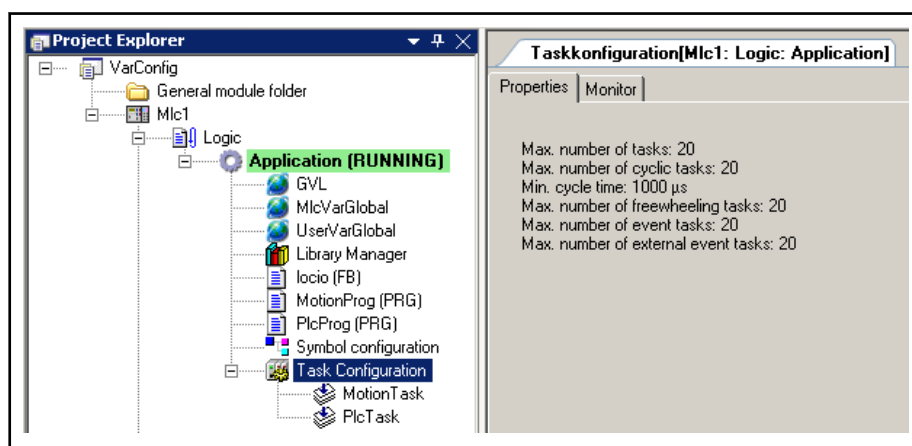 Project Explorer
VarConfig
General module folder
Mlc1
Logic
Application (RUNNING)
GVL
MlcVarGlobal
UserVarGlobal
Library Manager
locio (FB)
MotionProg (PRG)
PlcProg (PRG)
Symbol configuration
Task Configuration
MotionTask
PlcTask
Taskkonfiguration[Mlc1: Logic: Application]
Properties
Monitor
Max. number of tasks: 20
Max. number of cyclic tasks: 20
Min. cycle time: 1000 µs
Max. number of freewheeling tasks: 20
Max. number of event tasks: 20
Max. number of external event tasks: 20